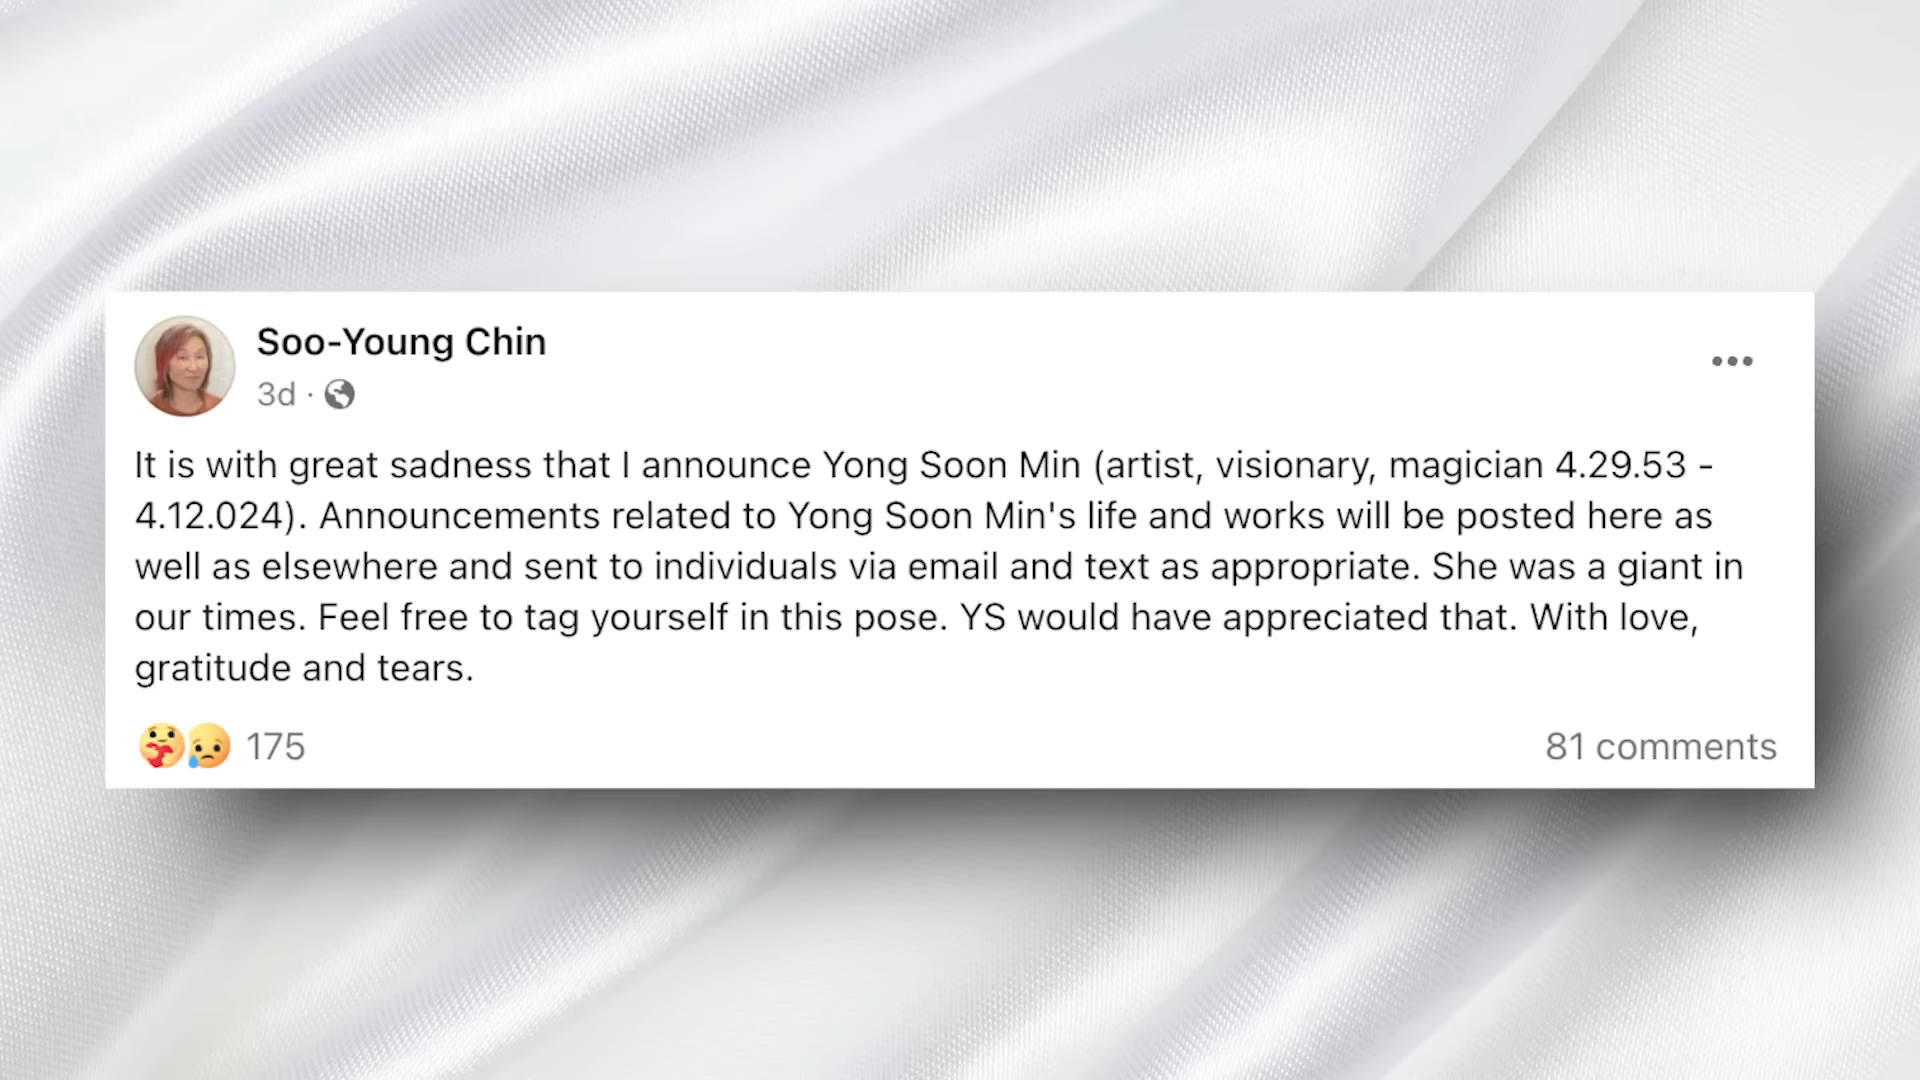 Soo-Young Chin
3d ·
It is with great sadness that I announce Yong Soon Min (artist, visionary, magician 4.29.53 -
4.12.024). Announcements related to Yong Soon Min's life and works will be posted here as
well as elsewhere and sent to individuals via email and text as appropriate. She was a giant in
our times. Feel free to tag yourself in this pose. YS would have appreciated that. With love,
gratitude and tears.
175
81 comments